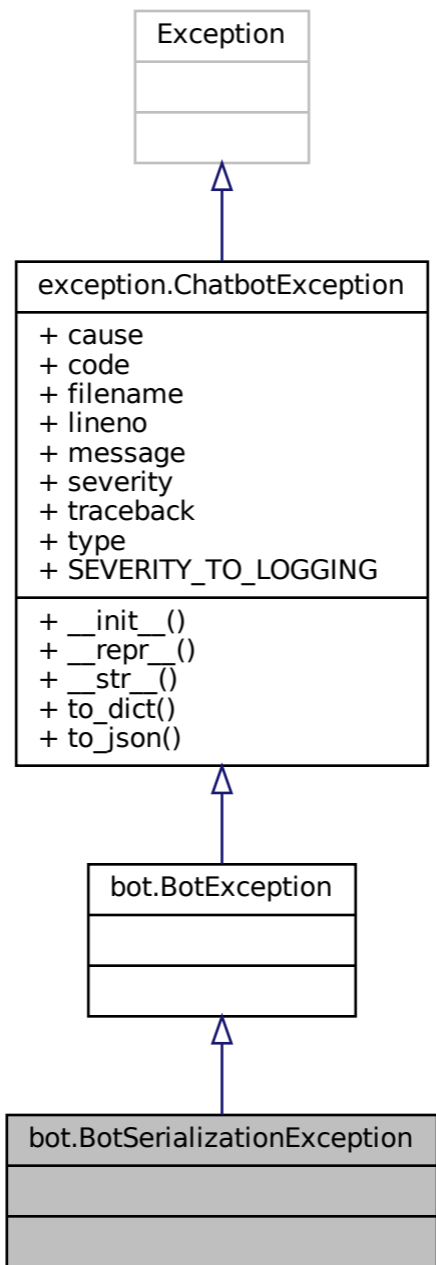 Exception
exception.ChatbotException
+ cause
+ code
+ filename
+ lineno
+ message
+ severity
+ traceback
+ type
+ SEVERITY_TO_LOGGING
+ __init__()
+ __repr__()
+ __str__()
+ to_dict()
+ to_json()
bot.BotException
bot.BotSerializationException